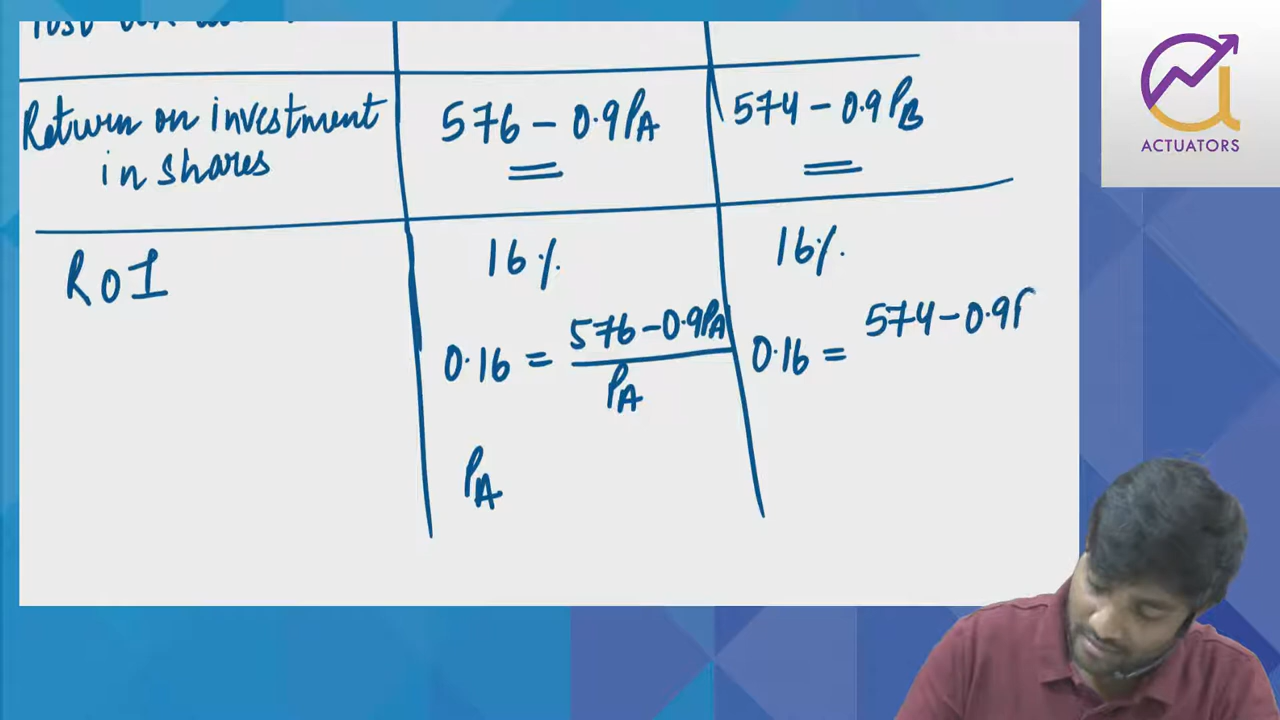 Return on investment
in shares
576 - 0.9PA
574 - 0.9PB
ROI
16%
16%
0.16 = 576-0.9PA / PA
0.16 = 574-0.9P
PA
ACTUATORS